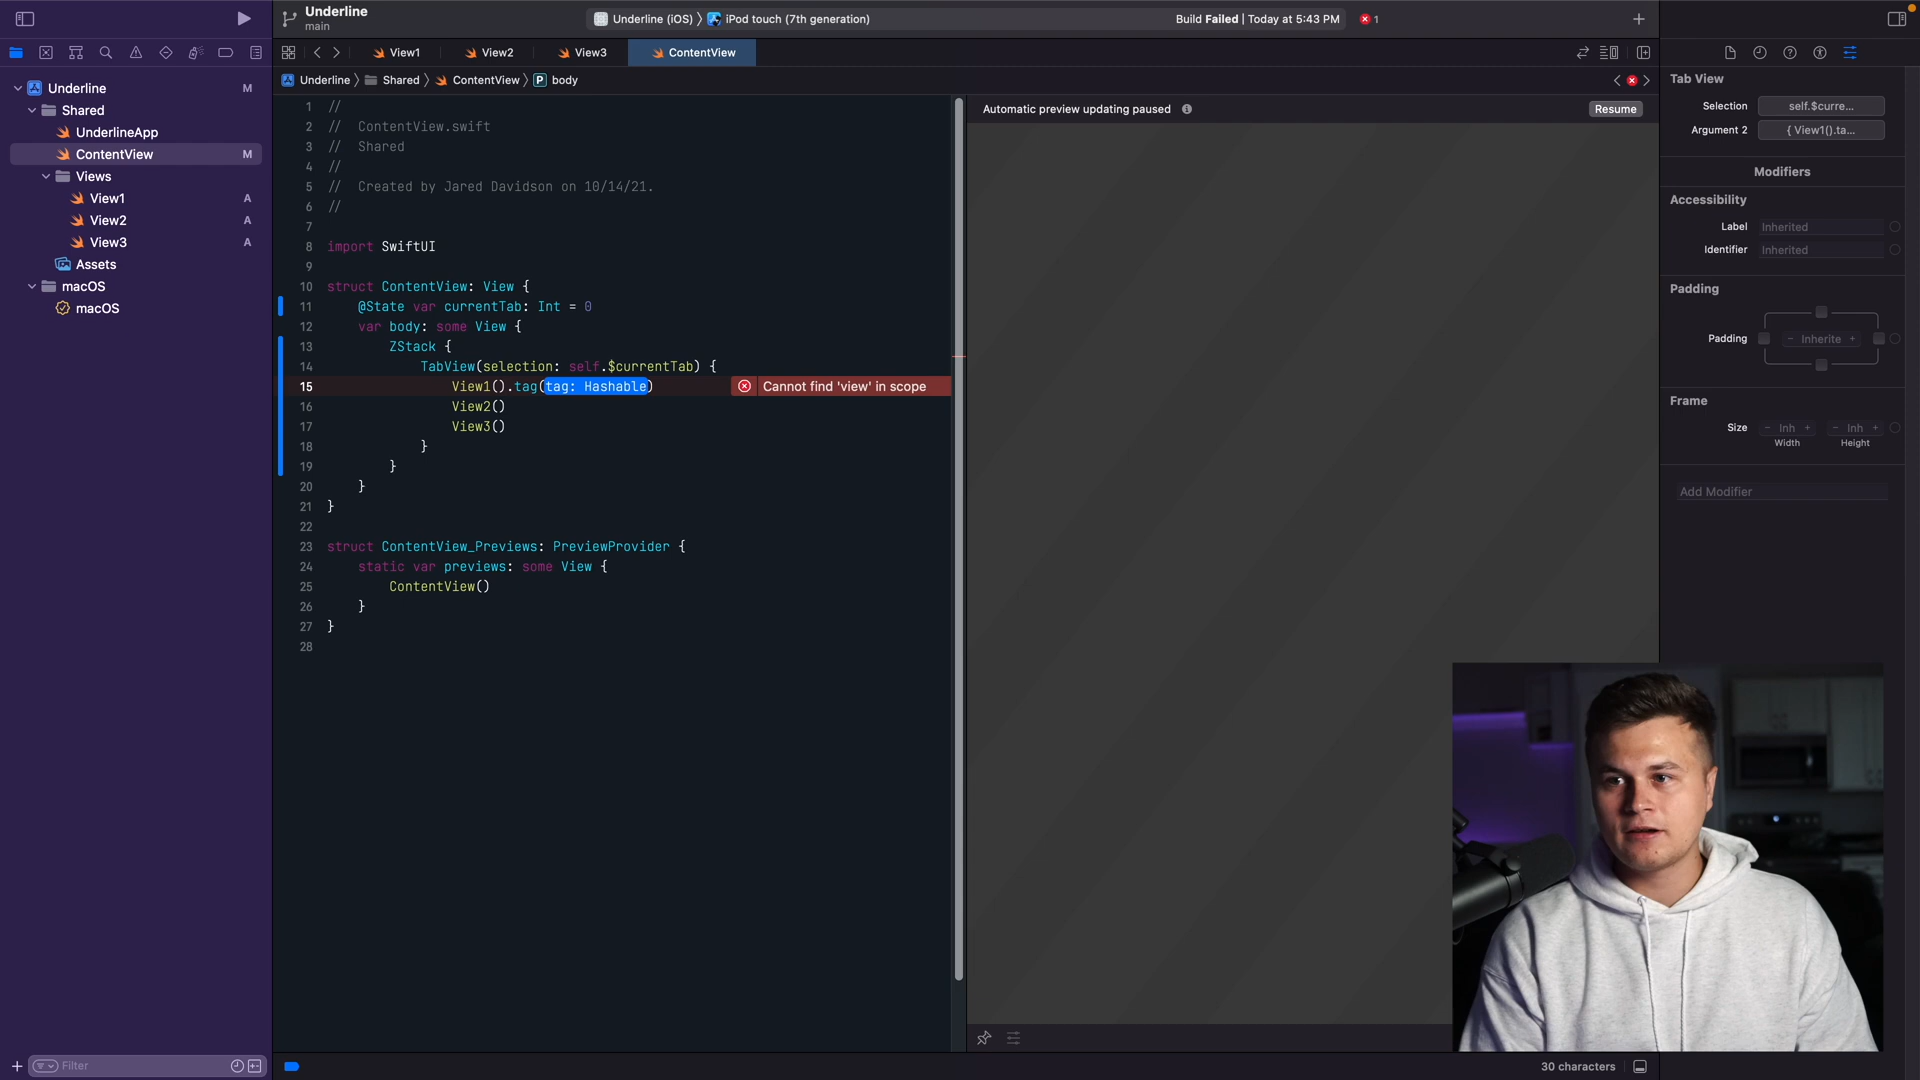 Underline
main
Underline (iOS) 〉 iPod touch (7th generation)
Build Failed | Today at 5:43 PM
1
View1
View2
View3
ContentView
Underline 〉 Shared 〉 ContentView 〉 P body
Underline M
Shared
UnderlineApp
ContentView M
Views
View1 A
View2 A
View3 A
Assets
macOS
macOS
Filter
1 //
2 //  ContentView.swift
3 //  Shared
4 //
5 //  Created by Jared Davidson on 10/14/21.
6 //
7
8 import SwiftUI
9
10 struct ContentView: View {
11     @State var currentTab: Int = 0
12     var body: some View {
13         ZStack {
14             TabView(selection: self.$currentTab) {
15                 View1().tag(tag: Hashable) Cannot find 'view' in scope
16                 View2()
17                 View3()
18             }
19         }
20     }
21 }
22
23 struct ContentView_Previews: PreviewProvider {
24     static var previews: some View {
25         ContentView()
26     }
27 }
28
Automatic preview updating paused
Resume
30 characters
Tab View
Selection self.$curre...
Argument 2 { View1().ta...
Modifiers
Accessibility
Label Inherited
Identifier Inherited
Padding
Padding − Inherite +
Frame
Size − Inh + − Inh +
Width Height
Add Modifier